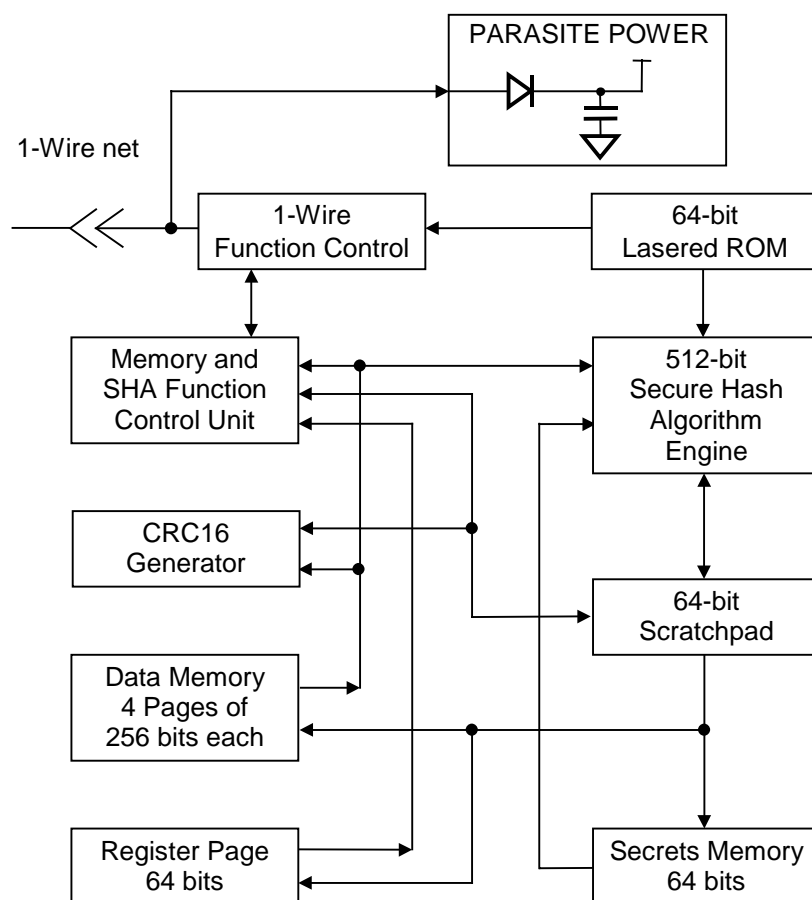 PARASITE POWER
1-Wire net
1-Wire
Function Control
64-bit
Lasered ROM
Memory and
SHA Function
Control Unit
512-bit
Secure Hash
Algorithm
Engine
CRC16
Generator
64-bit
Scratchpad
Data Memory
4 Pages of
256 bits each
Register Page
64 bits
Secrets Memory
64 bits